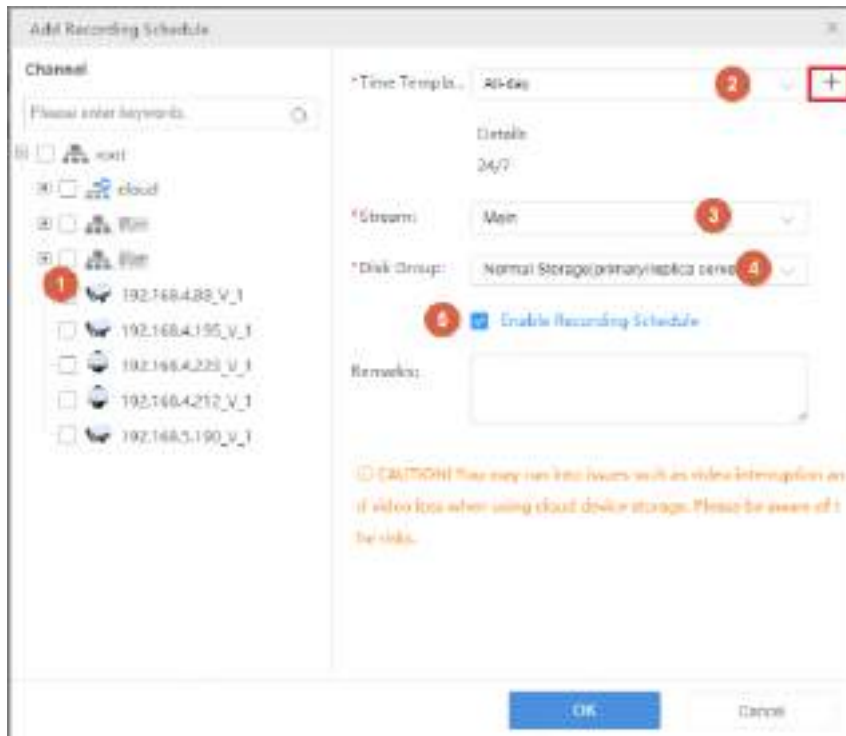 Add Recording Schedule
Channel
Please enter keywords.
root
cloud
1
192.168.4.88_V_1
192.168.4.195_V_1
192.168.4.223_V_1
192.168.4.212_V_1
192.168.5.190_V_1
*Time Templa...
All-day
2
+
Details
24/7
*Stream:
Main
3
*Disk Group:
Normal Storage(primary/replica serve
4
5
Enable Recording Schedule
Remarks:
CAUTION! You may run into issues such as video interruption an
d video loss when using cloud device storage. Please be aware of t
he risks.
OK
Cancel